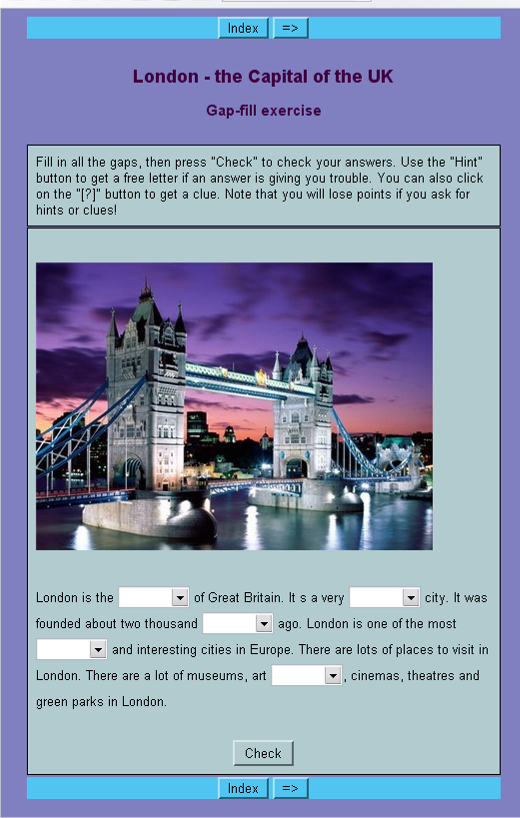 Index =>
London - the Capital of the UK
Gap-fill exercise
Fill in all the gaps, then press "Check" to check your answers. Use the "Hint"
button to get a free letter if an answer is giving you trouble. You can also click
on the "[?]" button to get a clue. Note that you will lose points if you ask for
hints or clues!
London is the of Great Britain. It s a very city. It was
founded about two thousand ago. London is one of the most
and interesting cities in Europe. There are lots of places to visit in
London. There are a lot of museums, art , cinemas, theatres and
green parks in London.
Check
Index =>